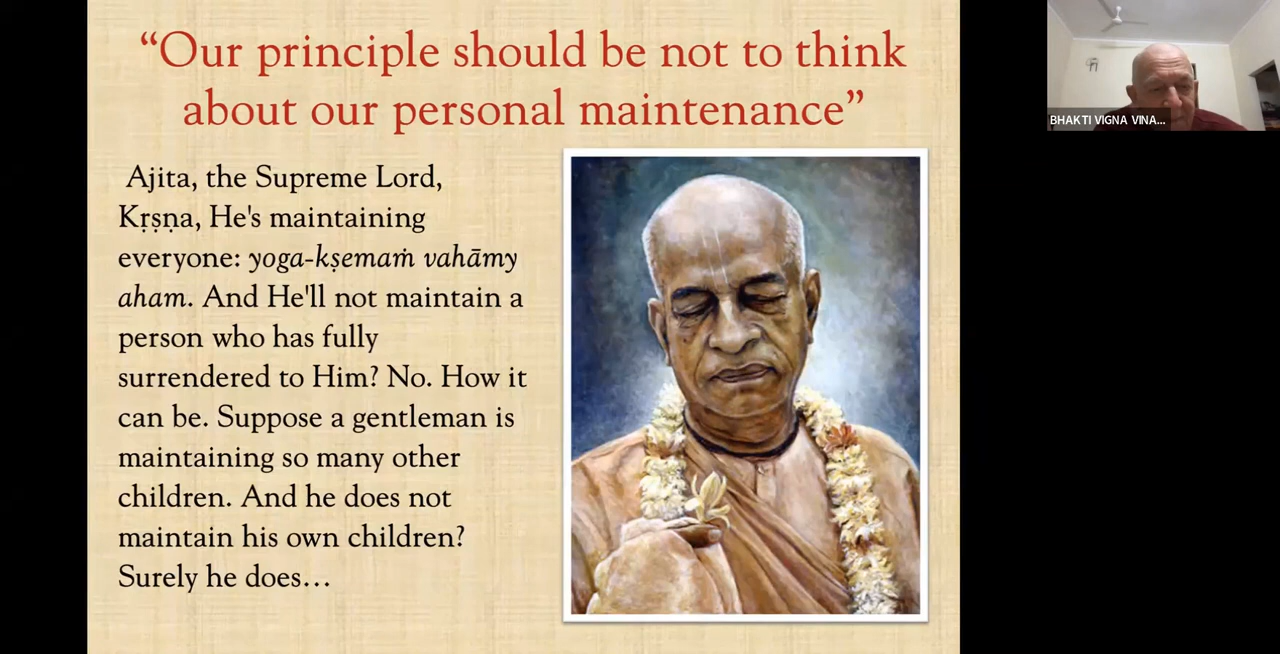 “Our principle should be not to think
about our personal maintenance”
Ajita, the Supreme Lord,
Kṛṣṇa, He's maintaining
everyone: yoga-kṣemaṁ vahāmy
aham. And He'll not maintain a
person who has fully
surrendered to Him? No. How it
can be. Suppose a gentleman is
maintaining so many other
children. And he does not
maintain his own children?
Surely he does…
BHAKTI VIGNA VINA...